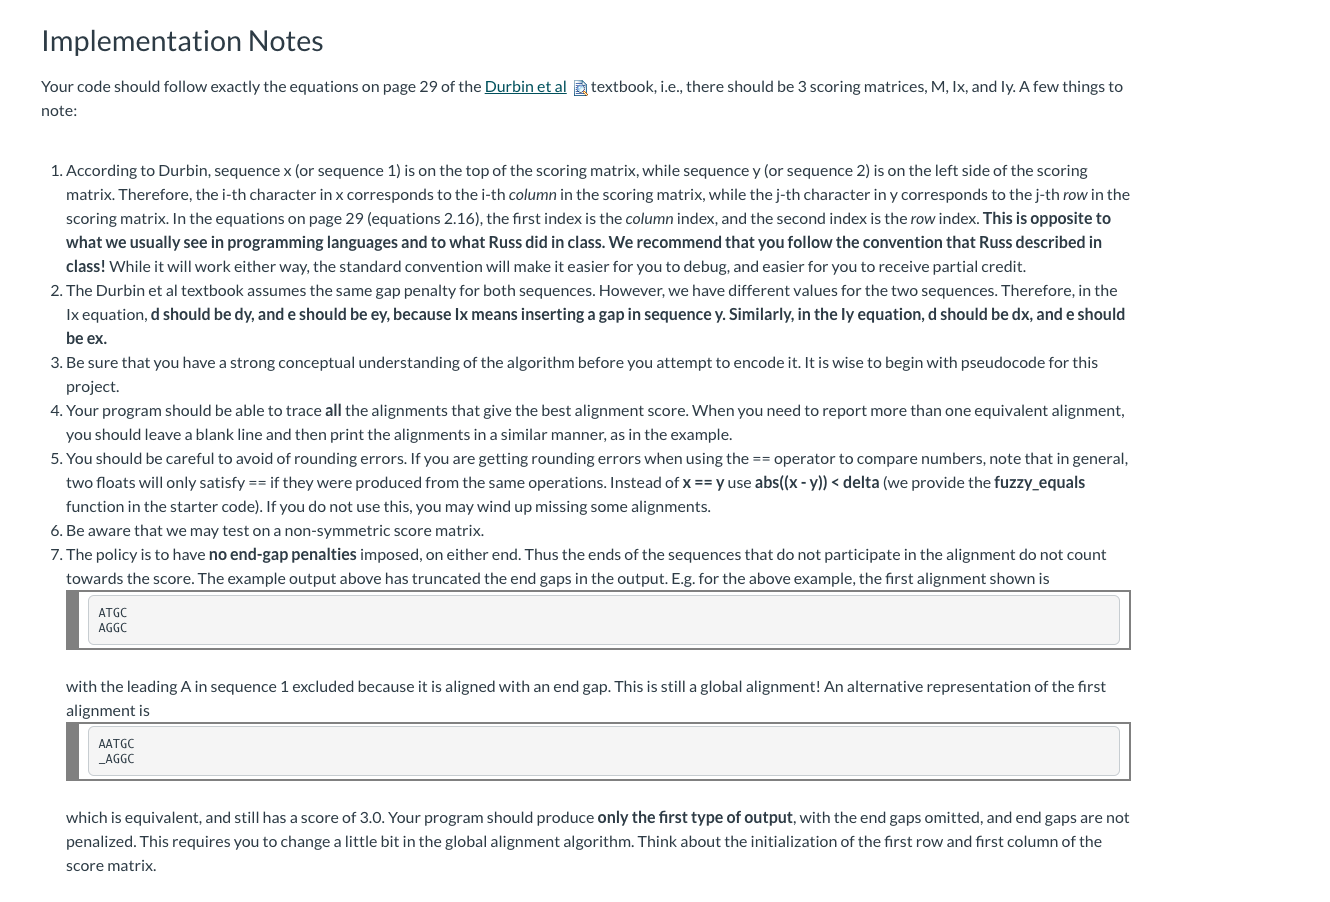 Implementation Notes
Your code should follow exactly the equations on page 29 of the Durbin et al textbook, i.e., there should be 3 scoring matrices, M, Ix, and Iy. A few things to
note:
1. According to Durbin, sequence x (or sequence 1) is on the top of the scoring matrix, while sequence y (or sequence 2) is on the left side of the scoring
matrix. Therefore, the i-th character in x corresponds to the i-th column in the scoring matrix, while the j-th character in y corresponds to the j-th row in the
scoring matrix. In the equations on page 29 (equations 2.16), the first index is the column index, and the second index is the row index. This is opposite to
what we usually see in programming languages and to what Russ did in class. We recommend that you follow the convention that Russ described in
class! While it will work either way, the standard convention will make it easier for you to debug, and easier for you to receive partial credit.
2. The Durbin et al textbook assumes the same gap penalty for both sequences. However, we have different values for the two sequences. Therefore, in the
Ix equation, d should be dy, and e should be ey, because Ix means inserting a gap in sequence y. Similarly, in the Iy equation, d should be dx, and e should
be ex.
3. Be sure that you have a strong conceptual understanding of the algorithm before you attempt to encode it. It is wise to begin with pseudocode for this
project.
4. Your program should be able to trace all the alignments that give the best alignment score. When you need to report more than one equivalent alignment,
you should leave a blank line and then print the alignments in a similar manner, as in the example.
5. You should be careful to avoid of rounding errors. If you are getting rounding errors when using the == operator to compare numbers, note that in general,
two floats will only satisfy == if they were produced from the same operations. Instead of x == y use abs((x - y)) < delta (we provide the fuzzy_equals
function in the starter code). If you do not use this, you may wind up missing some alignments.
6. Be aware that we may test on a non-symmetric score matrix.
7. The policy is to have no end-gap penalties imposed, on either end. Thus the ends of the sequences that do not participate in the alignment do not count
towards the score. The example output above has truncated the end gaps in the output. E.g. for the above example, the first alignment shown is
ATGC
AGGC
with the leading A in sequence 1 excluded because it is aligned with an end gap. This is still a global alignment! An alternative representation of the first
alignment is
AATGC
_AGGC
which is equivalent, and still has a score of 3.0. Your program should produce only the first type of output, with the end gaps omitted, and end gaps are not
penalized. This requires you to change a little bit in the global alignment algorithm. Think about the initialization of the first row and first column of the
score matrix.